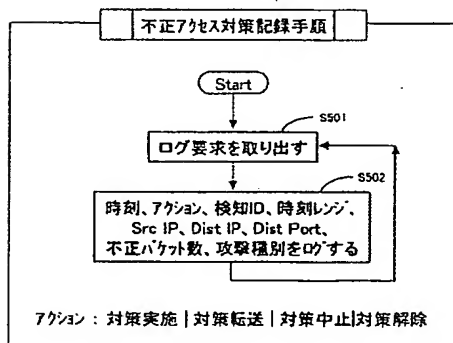 不正アクセス対策記録手順
Start
S501
ログ要求を取り出す
S502
時刻、アクション、検知ID、時刻レンジ、
Src IP、Dist IP、Dist Port、
不正パケット数、攻撃種別をログする
アクション : 対策実施 | 対策転送 | 対策中止|対策解除